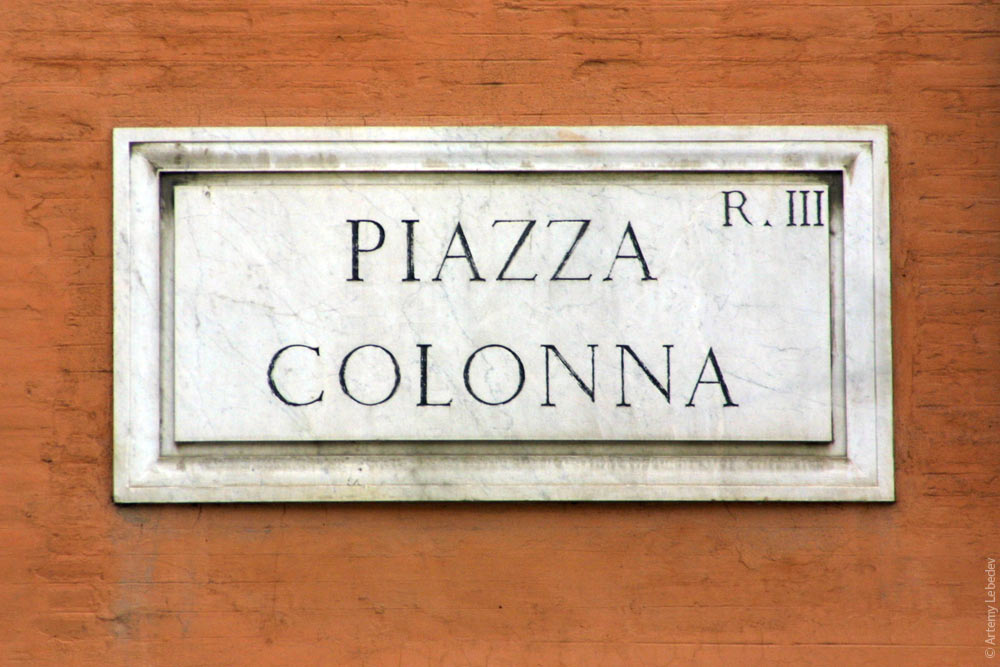 R. III
PIAZZA
COLONNA
© Artemy Lebedev